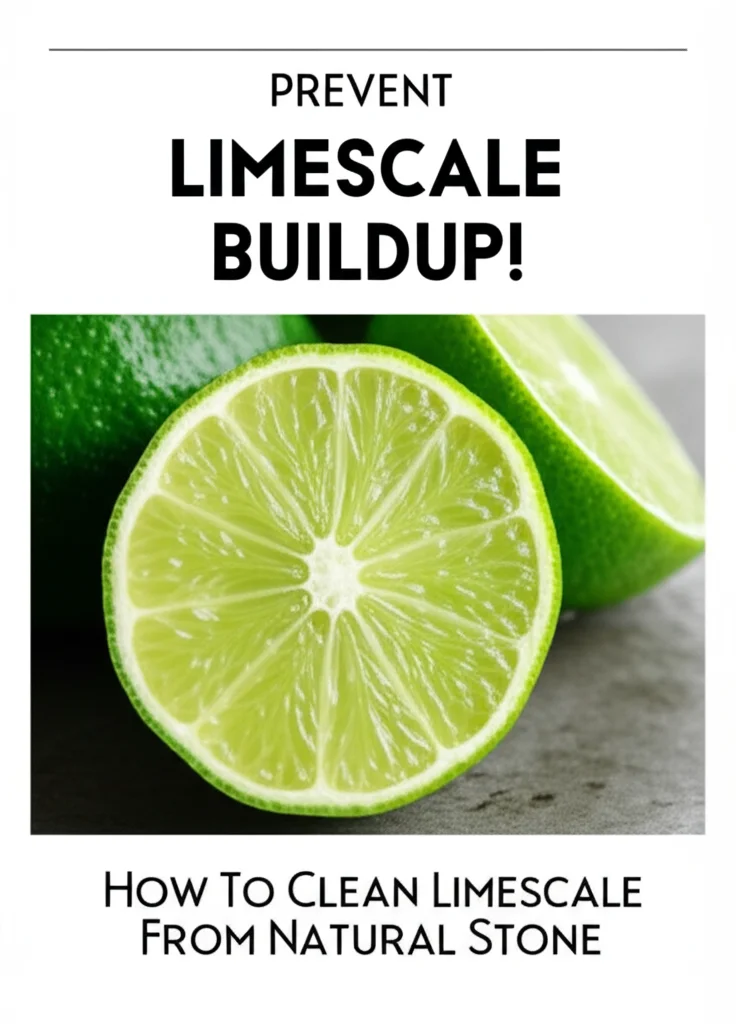 PREVENT
LIMESCALE
BUILDUP!
HOW TO CLEAN LIMESCALE
FROM NATURAL STONE